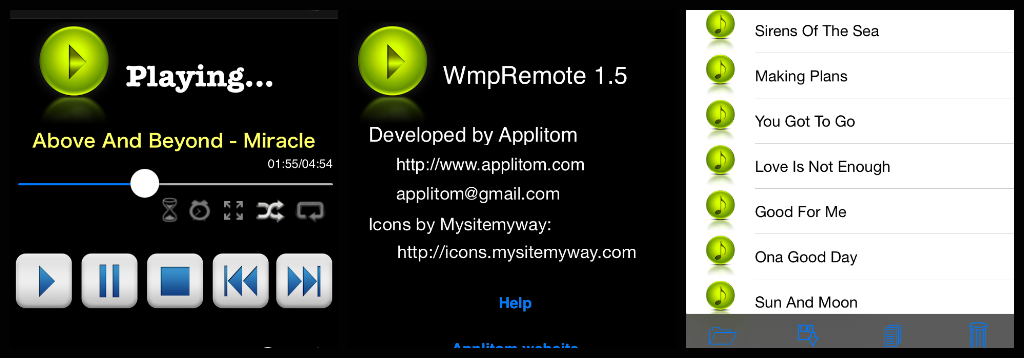 Playing...
Above And Beyond - Miracle
01:55/04:54
WmpRemote 1.5
Developed by Applitom
http://www.applitom.com
applitom@gmail.com
Icons by Mysitemyway:
http://icons.mysitemyway.com
Help
Applitom website
Sirens Of The Sea
Making Plans
You Got To Go
Love Is Not Enough
Good For Me
Ona Good Day
Sun And Moon